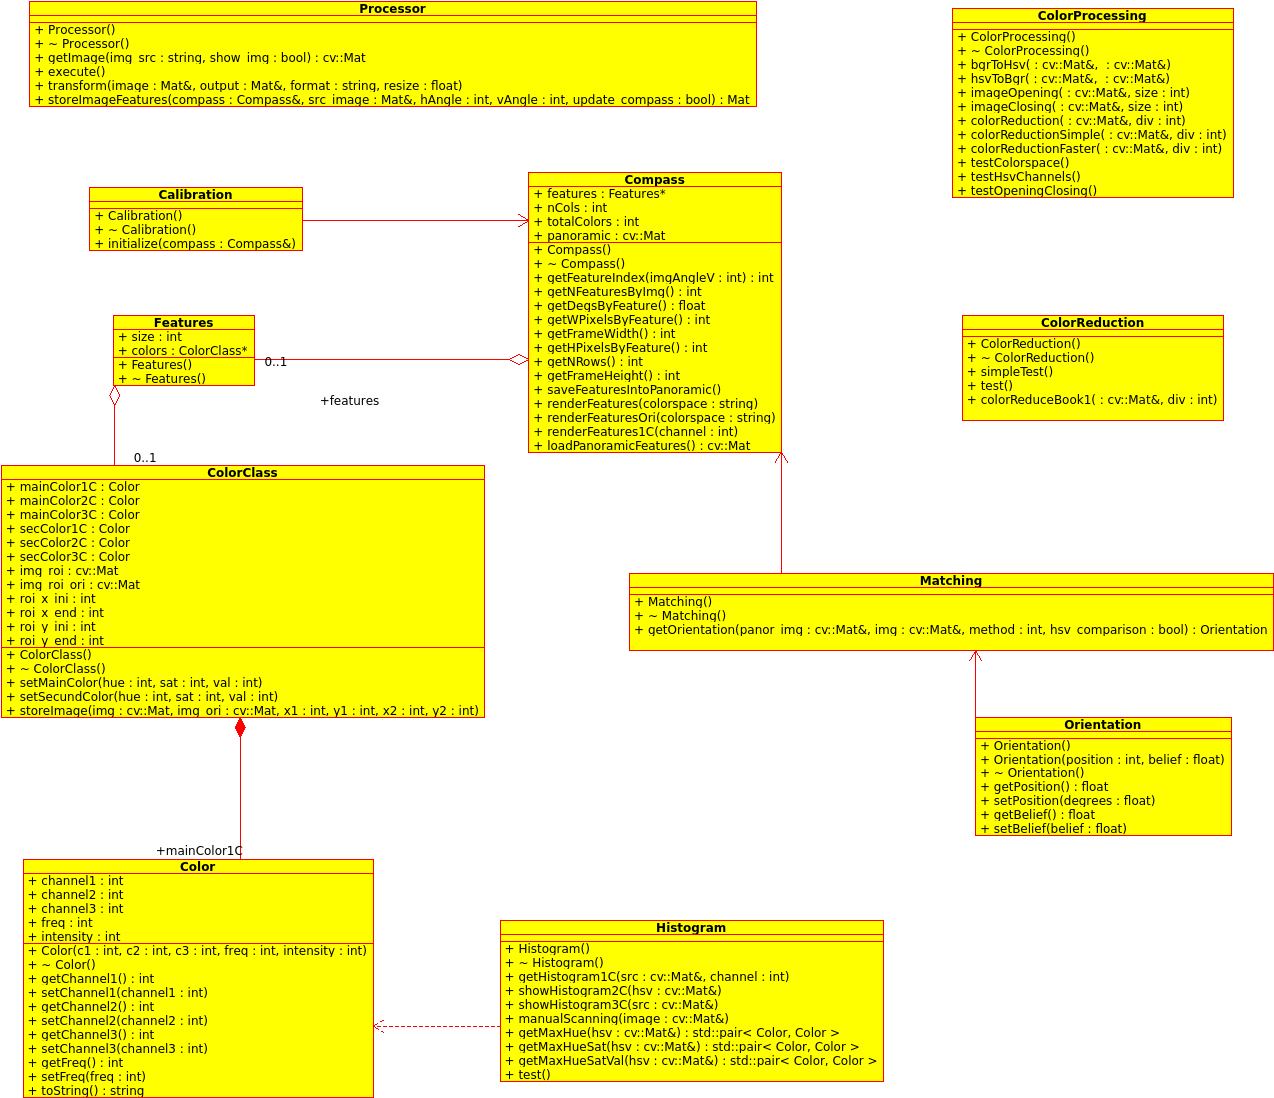 Processor
+ Processor()
+ ~ Processor()
+ getImage(img_src : string, show_img : bool) : cv::Mat
+ execute()
+ transform(image : Mat&, output : Mat&, format : string, resize : float)
+ storeImageFeatures(compass : Compass&, src_image : Mat&, hAngle : int, vAngle : int, update_compass : bool) : Mat
ColorProcessing
+ ColorProcessing()
+ ~ ColorProcessing()
+ bgrToHsv( : cv::Mat&,  : cv::Mat&)
+ hsvToBgr( : cv::Mat&,  : cv::Mat&)
+ imageOpening( : cv::Mat&, size : int)
+ imageClosing( : cv::Mat&, size : int)
+ colorReduction( : cv::Mat&, div : int)
+ colorReductionSimple( : cv::Mat&, div : int)
+ colorReductionFaster( : cv::Mat&, div : int)
+ testColorspace()
+ testHsvChannels()
+ testOpeningClosing()
Calibration
+ Calibration()
+ ~ Calibration()
+ initialize(compass : Compass&)
Compass
+ features : Features*
+ nCols : int
+ totalColors : int
+ panoramic : cv::Mat
+ Compass()
+ ~ Compass()
+ getFeatureIndex(imgAngleV : int) : int
+ getNFeaturesByImg() : int
+ getDegsByFeature() : float
+ getWPixelsByFeature() : int
+ getFrameWidth() : int
+ getHPixelsByFeature() : int
+ getNRows() : int
+ getFrameHeight() : int
+ saveFeaturesIntoPanoramic()
+ renderFeatures(colorspace : string)
+ renderFeaturesOri(colorspace : string)
+ renderFeatures1C(channel : int)
+ loadPanoramicFeatures() : cv::Mat
Features
+ size : int
+ colors : ColorClass*
+ Features()
+ ~ Features()
0..1
+features
0..1
ColorReduction
+ ColorReduction()
+ ~ ColorReduction()
+ simpleTest()
+ test()
+ colorReduceBook1( : cv::Mat&, div : int)
ColorClass
+ mainColor1C : Color
+ mainColor2C : Color
+ mainColor3C : Color
+ secColor1C : Color
+ secColor2C : Color
+ secColor3C : Color
+ img_roi : cv::Mat
+ img_roi_ori : cv::Mat
+ roi_x_ini : int
+ roi_x_end : int
+ roi_y_ini : int
+ roi_y_end : int
+ ColorClass()
+ ~ ColorClass()
+ setMainColor(hue : int, sat : int, val : int)
+ setSecundColor(hue : int, sat : int, val : int)
+ storeImage(img : cv::Mat, img_ori : cv::Mat, x1 : int, y1 : int, x2 : int, y2 : int)
Matching
+ Matching()
+ ~ Matching()
+ getOrientation(panor_img : cv::Mat&, img : cv::Mat&, method : int, hsv_comparison : bool) : Orientation
Orientation
+ Orientation()
+ Orientation(position : int, belief : float)
+ ~ Orientation()
+ getPosition() : float
+ setPosition(degrees : float)
+ getBelief() : float
+ setBelief(belief : float)
+mainColor1C
Color
+ channel1 : int
+ channel2 : int
+ channel3 : int
+ freq : int
+ intensity : int
+ Color(c1 : int, c2 : int, c3 : int, freq : int, intensity : int)
+ ~ Color()
+ getChannel1() : int
+ setChannel1(channel1 : int)
+ getChannel2() : int
+ setChannel2(channel2 : int)
+ getChannel3() : int
+ setChannel3(channel3 : int)
+ getFreq() : int
+ setFreq(freq : int)
+ toString() : string
Histogram
+ Histogram()
+ ~ Histogram()
+ getHistogram1C(src : cv::Mat&, channel : int)
+ showHistogram2C(hsv : cv::Mat&)
+ showHistogram3C(src : cv::Mat&)
+ manualScanning(image : cv::Mat&)
+ getMaxHue(hsv : cv::Mat&) : std::pair< Color, Color >
+ getMaxHueSat(hsv : cv::Mat&) : std::pair< Color, Color >
+ getMaxHueSatVal(hsv : cv::Mat&) : std::pair< Color, Color >
+ test()